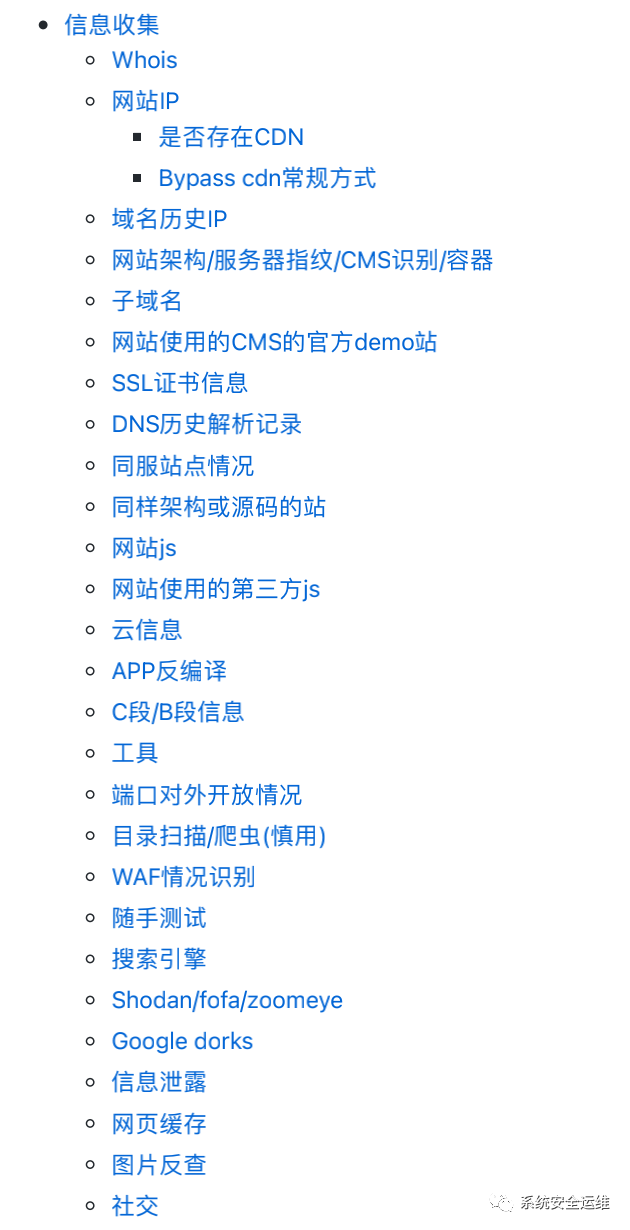 信息收集
Whois
网站IP
是否存在CDN
Bypass cdn常规方式
域名历史IP
网站架构/服务器指纹/CMS识别/容器
子域名
网站使用的CMS的官方demo站
SSL证书信息
DNS历史解析记录
同服站点情况
同样架构或源码的站
网站js
网站使用的第三方js
云信息
APP反编译
C段/B段信息
工具
端口对外开放情况
目录扫描/爬虫(慎用)
WAF情况识别
随手测试
搜索引擎
Shodan/fofa/zoomeye
Google dorks
信息泄露
网页缓存
图片反查
社交
系统安全运维